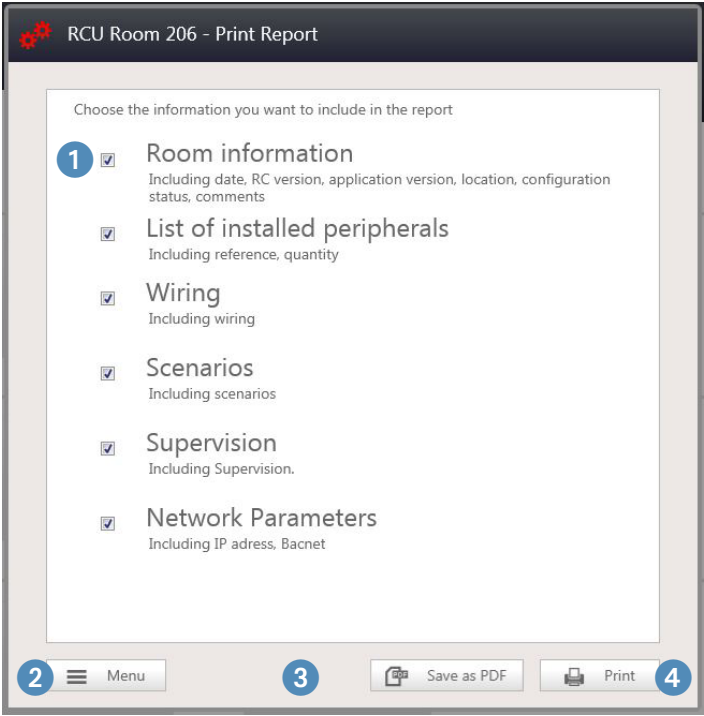 RCU Room 206 - Print Report
Choose the information you want to include in the report
1
Room information
Including date, RC version, application version, location, configuration
status, comments
List of installed peripherals
Including reference, quantity
Wiring
Including wiring
Scenarios
Including scenarios
Supervision
Including Supervision.
Network Parameters
Including IP adress, Bacnet
2 Menu 3 PDF Save as PDF Print 4